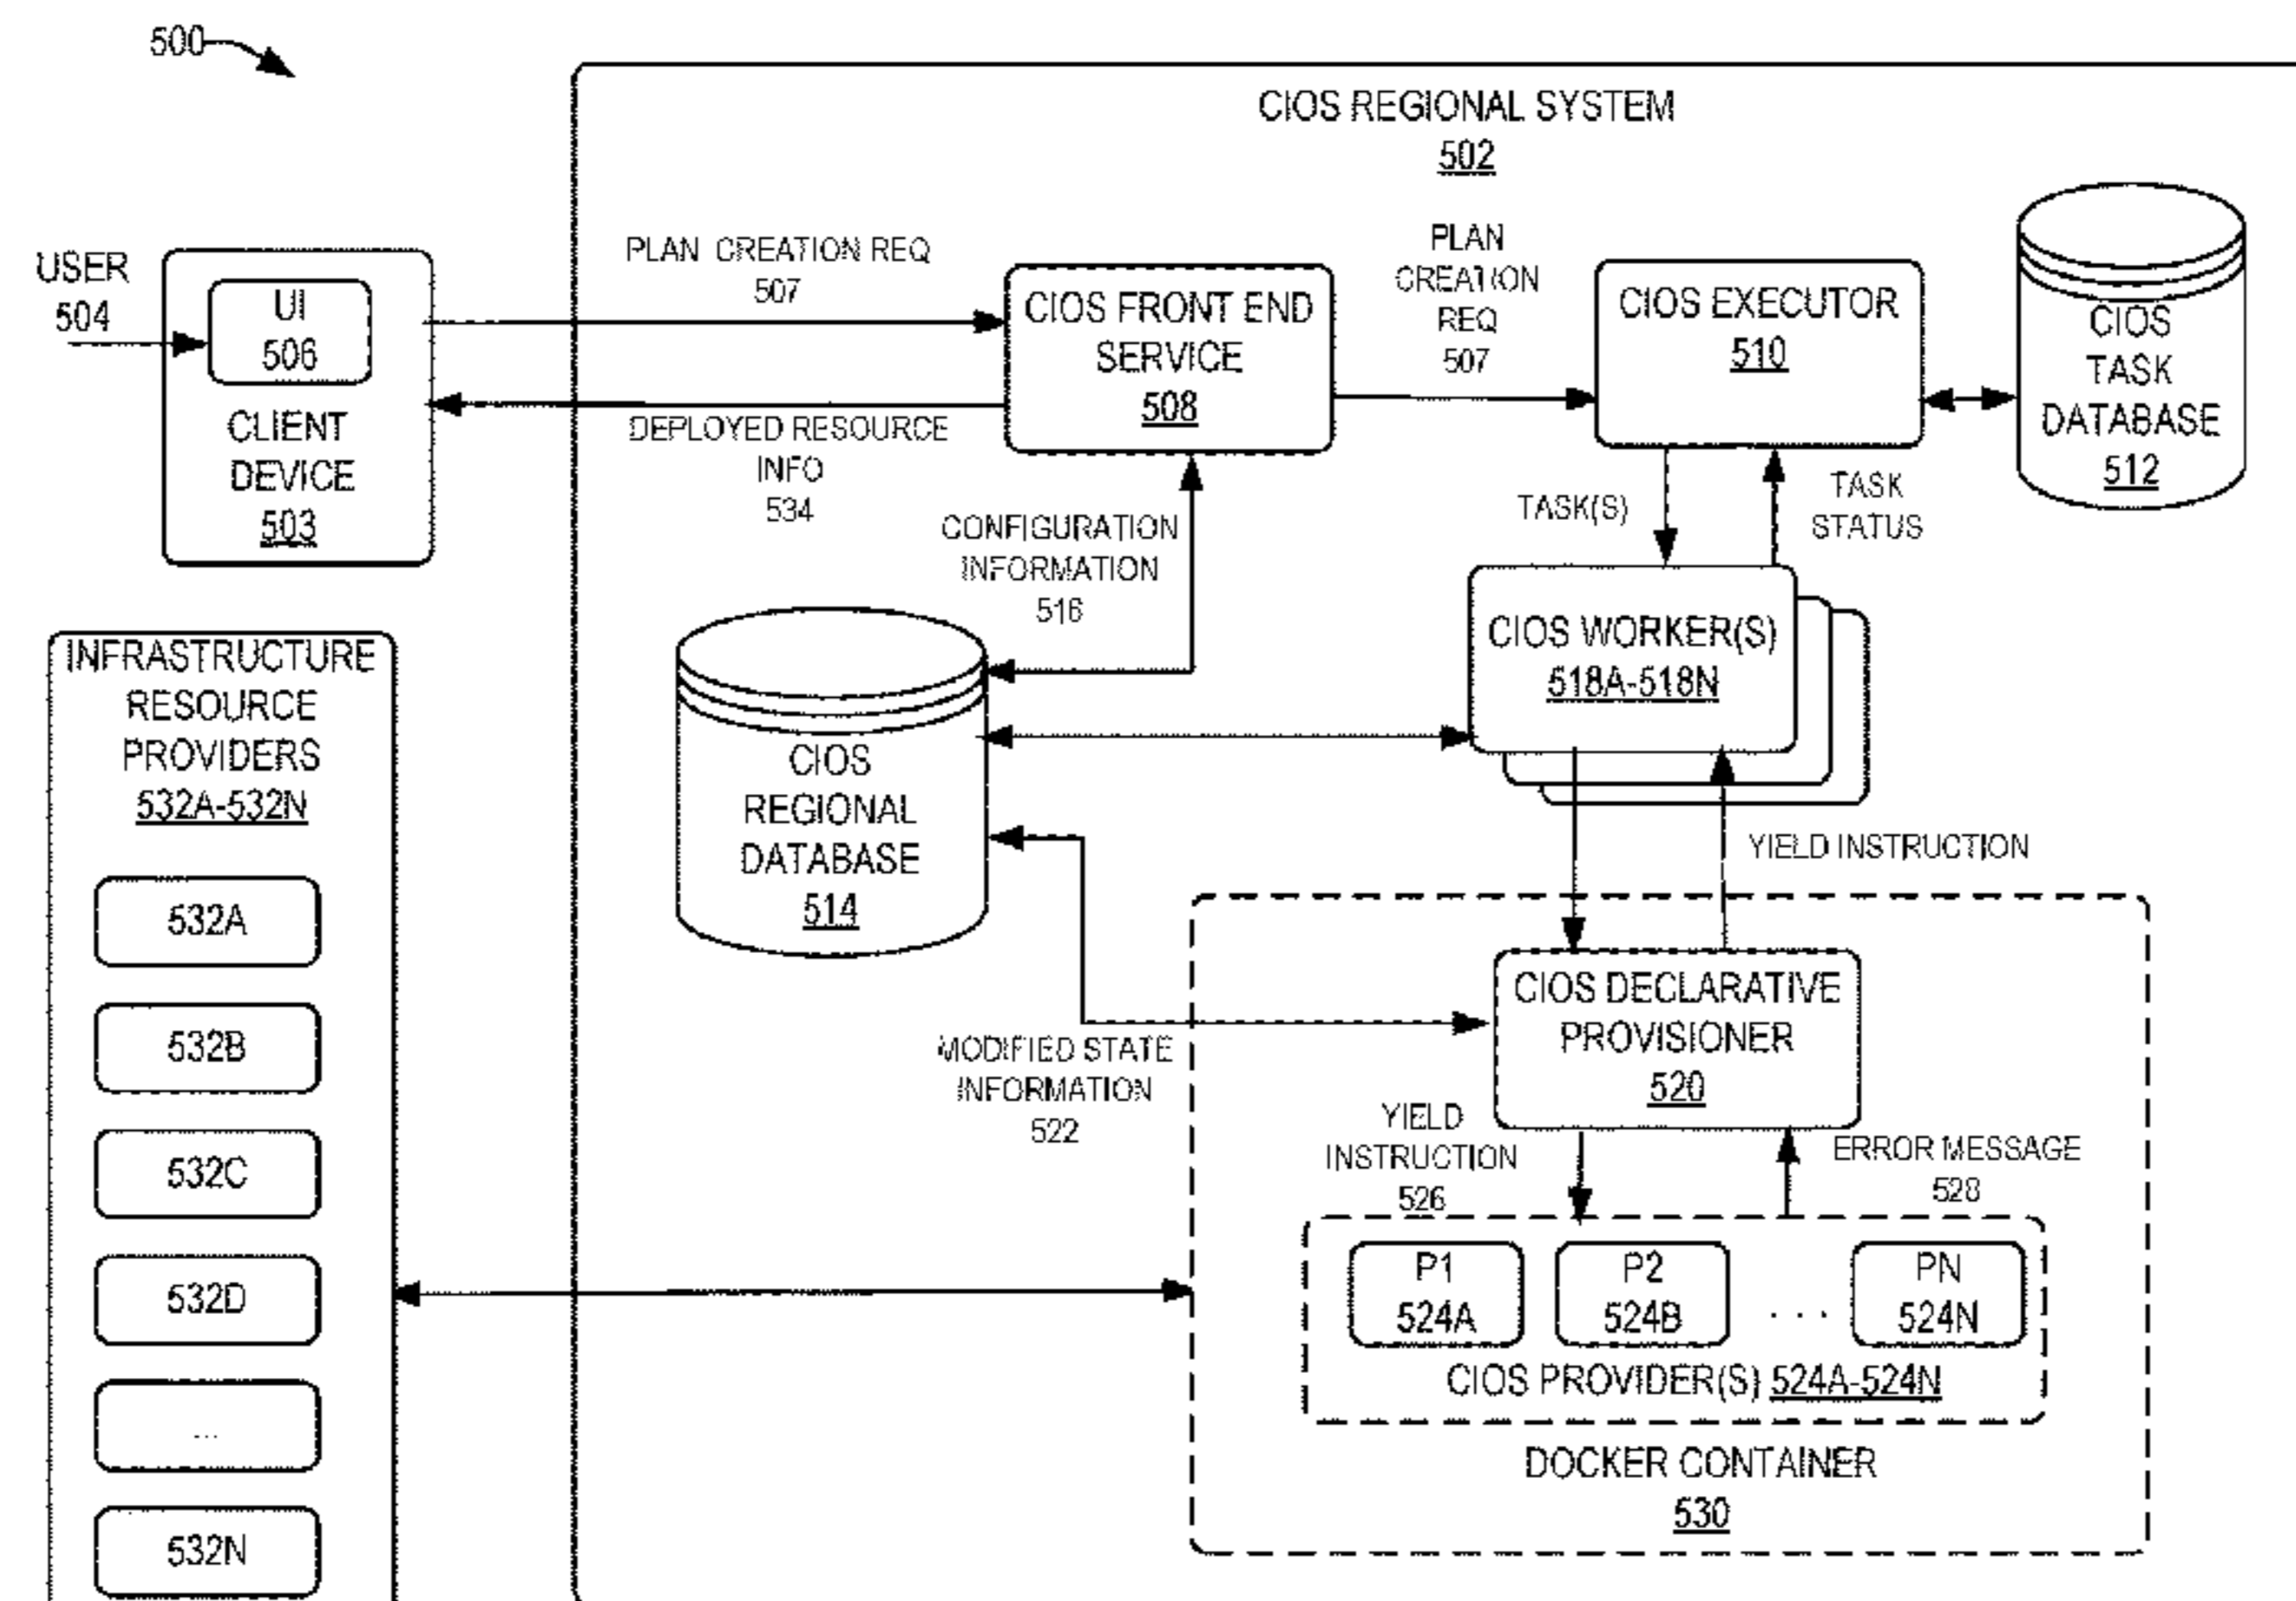 500
CIOS REGIONAL SYSTEM
502
USER
504
UI
506
CLIENT
DEVICE
503
PLAN CREATION REQ
507
DEPLOYED RESOURCE
INFO
534
CIOS FRONT END
SERVICE
508
PLAN
CREATION
REQ
507
CIOS EXECUTOR
510
CIOS
TASK
DATABASE
512
CONFIGURATION
INFORMATION
516
TASK(S)
TASK
STATUS
CIOS WORKER(S)
518A-518N
INFRASTRUCTURE
RESOURCE
PROVIDERS
532A-532N
532A
532B
532C
532D
...
532N
CIOS
REGIONAL
DATABASE
514
YIELD INSTRUCTION
CIOS DECLARATIVE
PROVISIONER
520
MODIFIED STATE
INFORMATION
522
YIELD
INSTRUCTION
526
ERROR MESSAGE
528
P1
524A
P2
524B
. . .
PN
524N
CIOS PROVIDER(S) 524A-524N
DOCKER CONTAINER
530